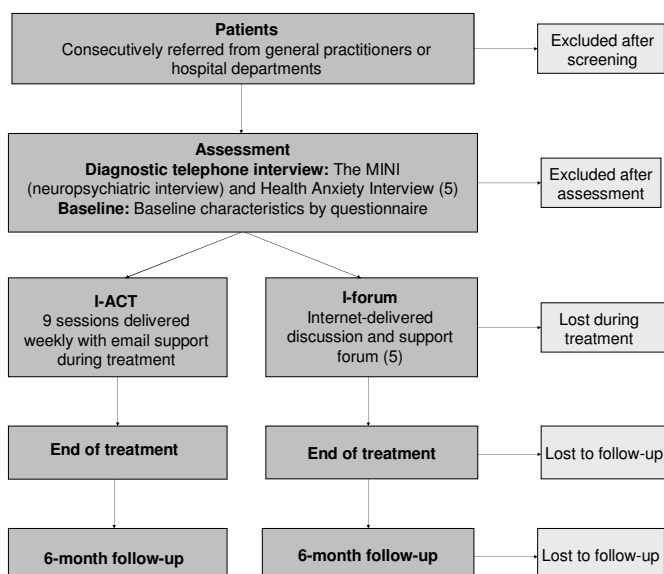 Patients
Consecutively referred from general practitioners or
hospital departments
Excluded after
screening
Assessment
Diagnostic telephone interview: The MINI
(neuropsychiatric interview) and Health Anxiety Interview (5)
Baseline: Baseline characteristics by questionnaire
Excluded after
assessment
I-ACT
9 sessions delivered
weekly with email support
during treatment
I-forum
Internet-delivered
discussion and support
forum (5)
Lost during
treatment
End of treatment
End of treatment
Lost to follow-up
6-month follow-up
6-month follow-up
Lost to follow-up